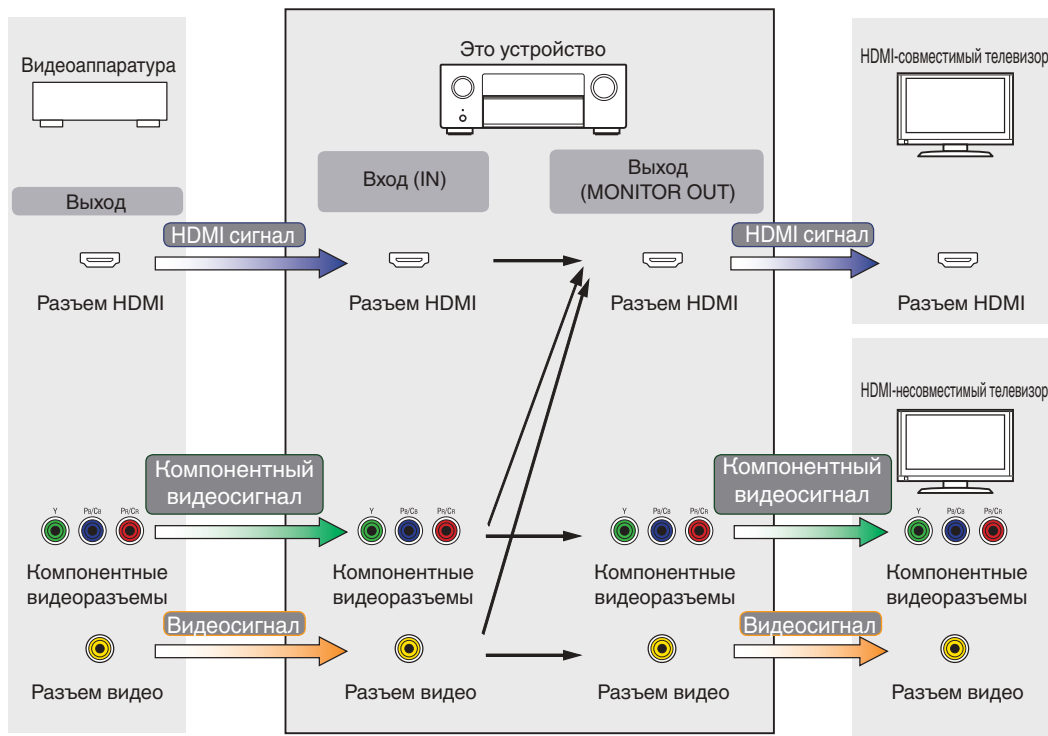 Видеоаппаратура
Это устройство
HDMI-совместимый телевизор
Выход
Вход (IN)
Выход
(MONITOR OUT)
HDMI сигнал
HDMI сигнал
Разъем HDMI
Разъем HDMI
Разъем HDMI
Разъем HDMI
HDMI-несовместимый телевизор
Компонентный
видеосигнал
Компонентный
видеосигнал
Y PB/CB PR/CR
Y PB/CB PR/CR
Y PB/CB PR/CR
Y PB/CB PR/CR
Компонентные
видеоразъемы
Компонентные
видеоразъемы
Компонентные
видеоразъемы
Компонентные
видеоразъемы
Видеосигнал
Видеосигнал
Разъем видео
Разъем видео
Разъем видео
Разъем видео